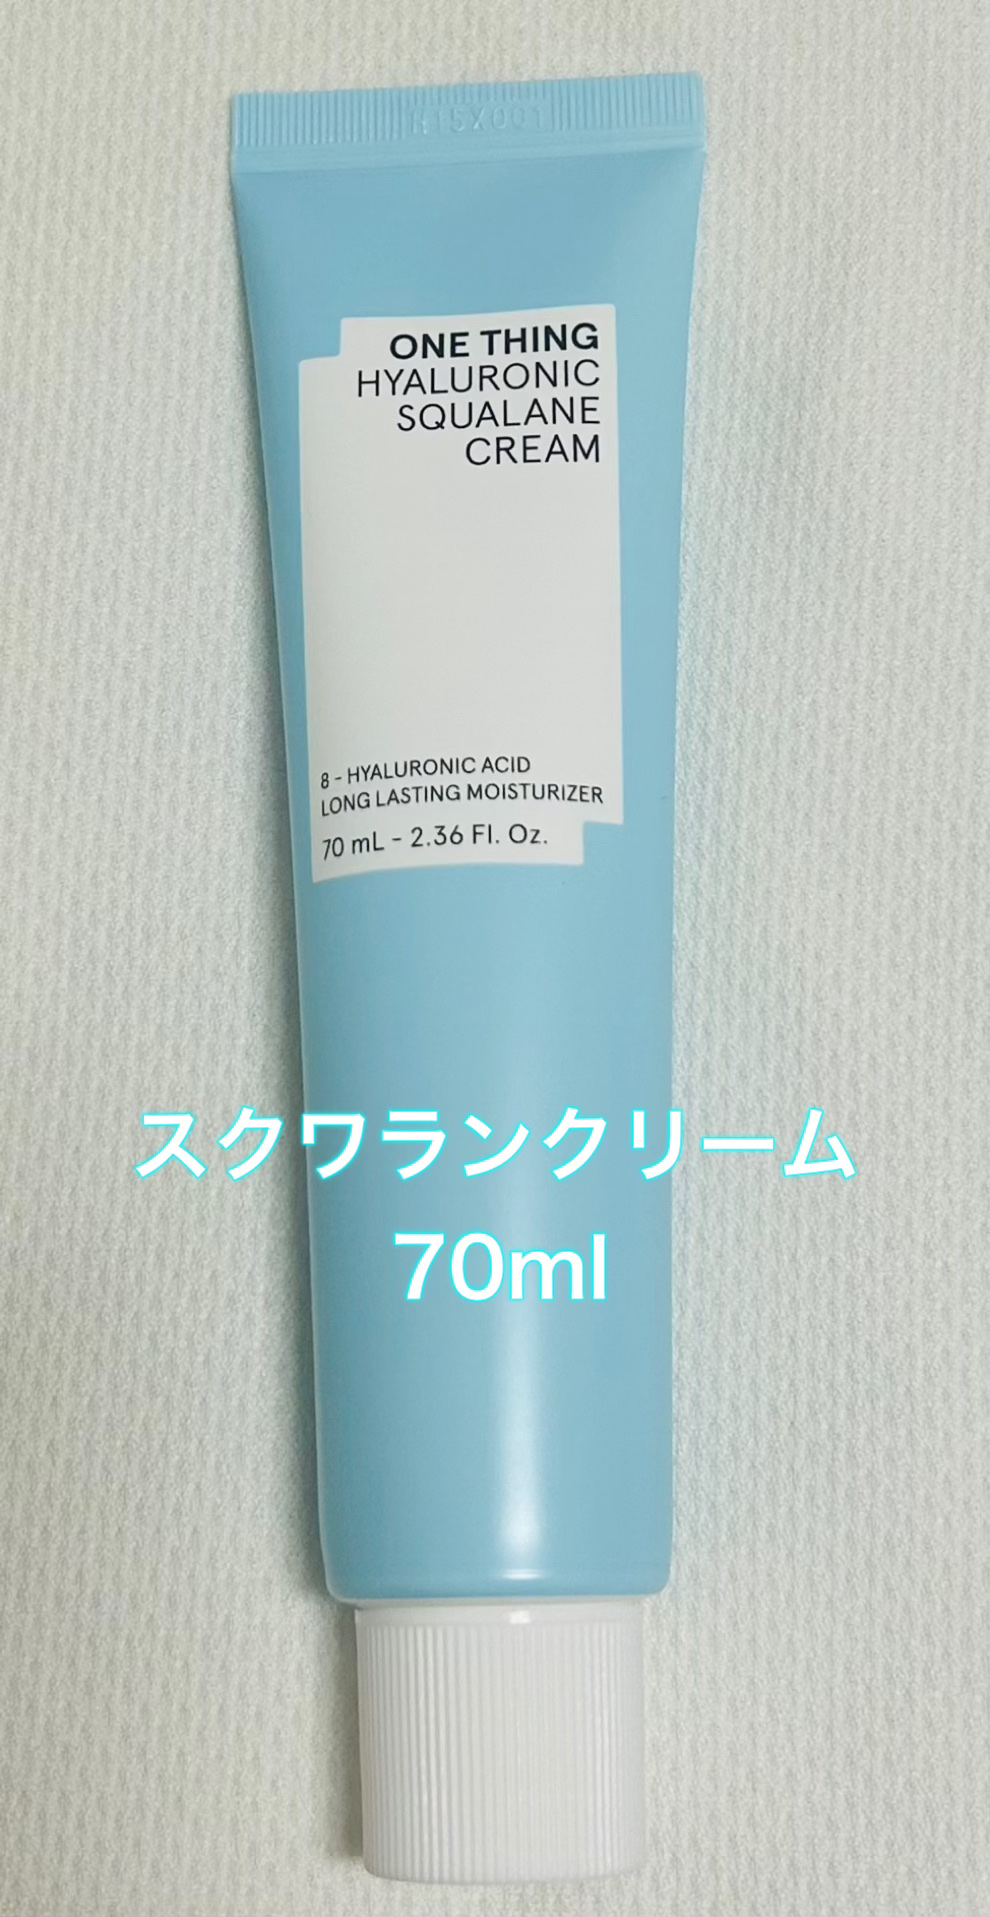 ONE THING
HYALURONIC
SQUALANE
CREAM
8 - HYALURONIC ACID
LONG LASTING MOISTURIZER
70 mL - 2.36 Fl. Oz.
スクワランクリーム
70ml